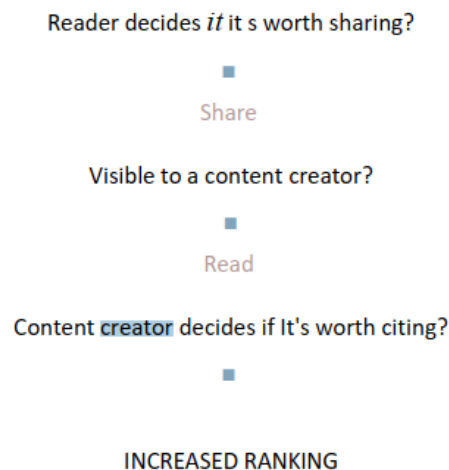 Reader decides it it s worth sharing?
Share
Visible to a content creator?
Read
Content creator decides if It's worth citing?
INCREASED RANKING